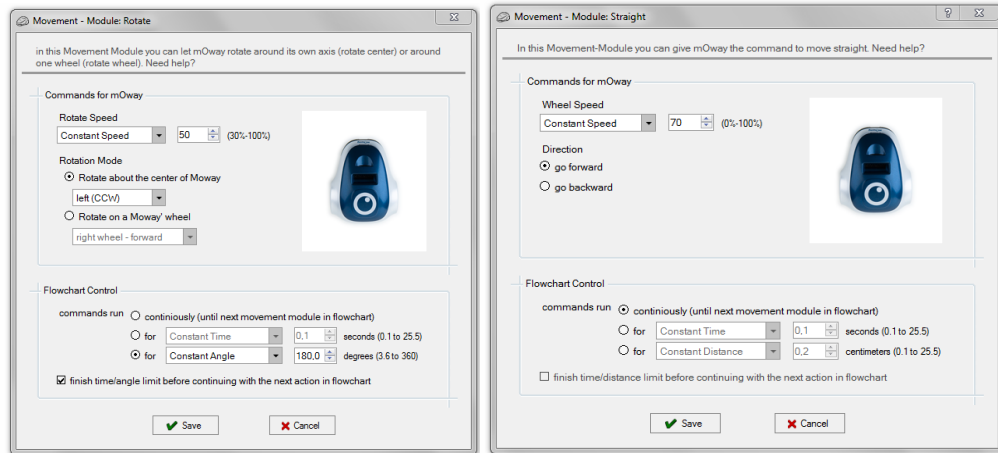 Movement - Module: Rotate
in this Movement Module you can let mOway rotate around its own axis (rotate center) or around
one wheel (rotate wheel). Need help?
Commands for mOway
Rotate Speed
Constant Speed 50 (30%-100%)
Rotation Mode
Rotate about the center of Moway
left (CCW)
Rotate on a Moway' wheel
right wheel - forward
Flowchart Control
commands run continiously (until next movement module in flowchart)
for Constant Time 0,1 seconds (0.1 to 25.5)
for Constant Angle 180,0 degrees (3.6 to 360)
finish time/angle limit before continuing with the next action in flowchart
Save Cancel
Movement - Module: Straight
?
In this Movement-Module you can give mOway the command to move straight. Need help?
Commands for mOway
Wheel Speed
Constant Speed 70 (0%-100%)
Direction
go forward
go backward
Flowchart Control
commands run continiously (until next movement module in flowchart)
for Constant Time 0,1 seconds (0.1 to 25.5)
for Constant Distance 0,2 centimeters (0.1 to 25.5)
finish time/distance limit before continuing with the next action in flowchart
Save Cancel